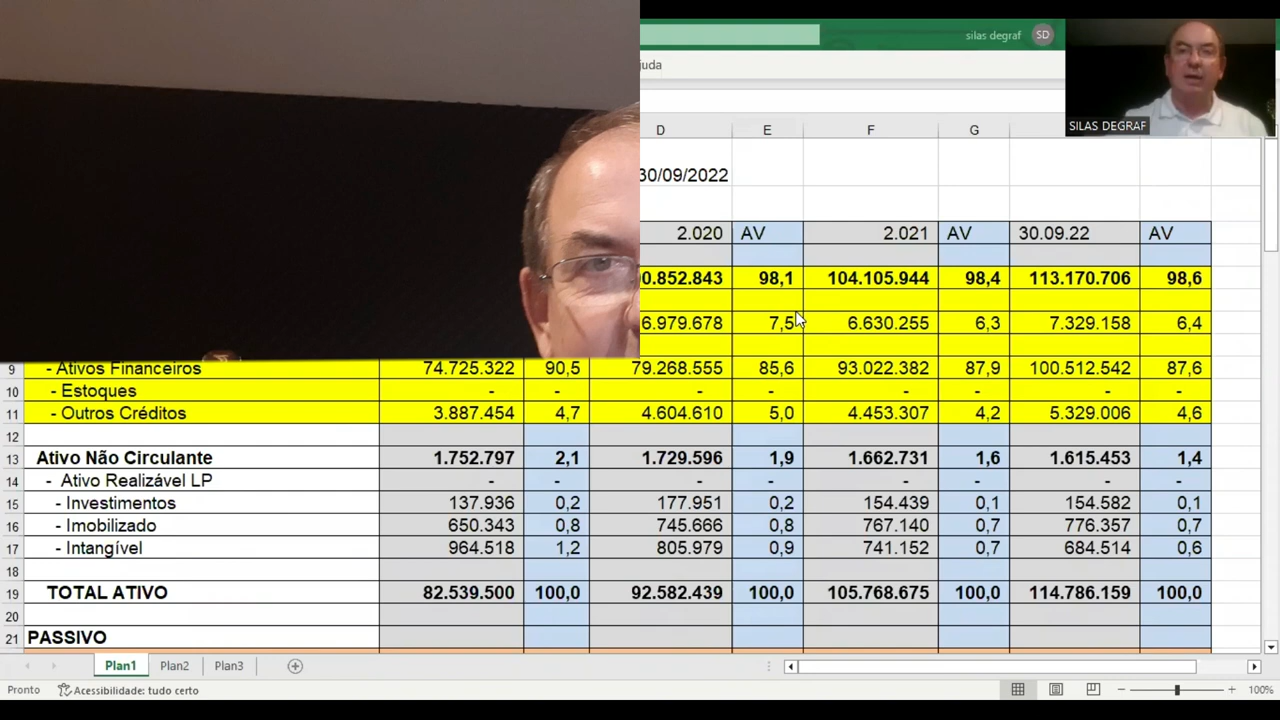 silas degraf SD
juda
SILAS DEGRAF
D E F G
30/09/2022
2.020 AV 2.021 AV 30.09.22 AV
0.852.843 98,1 104.105.944 98,4 113.170.706 98,6
6.979.678 7,5 6.630.255 6,3 7.329.158 6,4
9 - Ativos Financeiros 74.725.322 90,5 79.268.555 85,6 93.022.382 87,9 100.512.542 87,6
10 - Estoques - - - - - - - -
11 - Outros Créditos 3.887.454 4,7 4.604.610 5,0 4.453.307 4,2 5.329.006 4,6
12
13 Ativo Não Circulante 1.752.797 2,1 1.729.596 1,9 1.662.731 1,6 1.615.453 1,4
14 - Ativo Realizável LP - - - - - - - -
15 - Investimentos 137.936 0,2 177.951 0,2 154.439 0,1 154.582 0,1
16 - Imobilizado 650.343 0,8 745.666 0,8 767.140 0,7 776.357 0,7
17 - Intangível 964.518 1,2 805.979 0,9 741.152 0,7 684.514 0,6
18
19 TOTAL ATIVO 82.539.500 100,0 92.582.439 100,0 105.768.675 100,0 114.786.159 100,0
20
21 PASSIVO
Plan1 Plan2 Plan3
Pronto Acessibilidade: tudo certo 100%